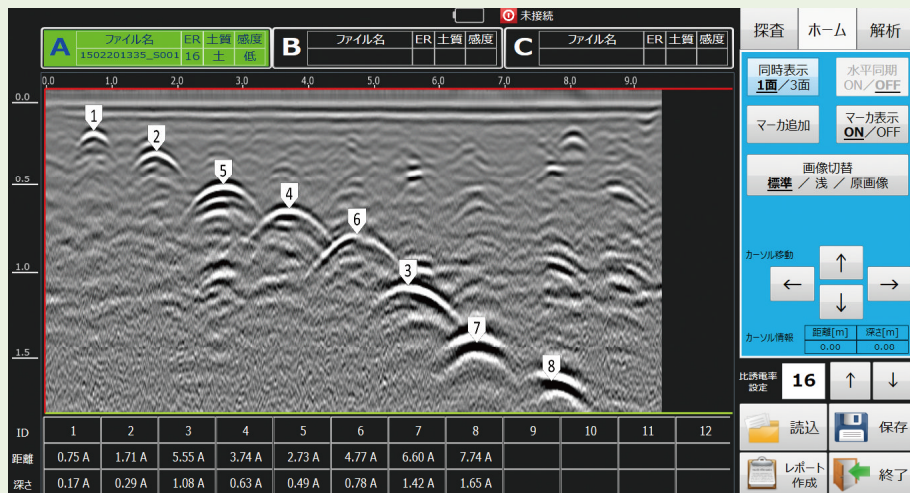 未接続
探査 ホーム 解析
A ファイル名 ER 土質 感度
1502201335_S001 16 土 低
B ファイル名 ER 土質 感度
C ファイル名 ER 土質 感度
0.0 1.0 2.0 3.0 4.0 5.0 6.0 7.0 8.0 9.0
0.0
0.5
1.0
1.5
1
2
5
4
6
3
7
8
ID 1 2 3 4 5 6 7 8 9 10 11 12
距離 0.75 A 1.71 A 5.55 A 3.74 A 2.73 A 4.77 A 6.60 A 7.74 A
深さ 0.17 A 0.29 A 1.08 A 0.63 A 0.49 A 0.78 A 1.42 A 1.65 A
同時表示
1面/3面
水平同期
ON/OFF
マーカ追加
マーカ表示
ON/OFF
画像切替
標準 / 浅 / 原画像
カーソル移動
↑
← →
↓
カーソル情報 距離[m] 深さ[m]
0.00 0.00
比誘電率
設定
16 ↑ ↓
読込 保存
レポート
作成
終了